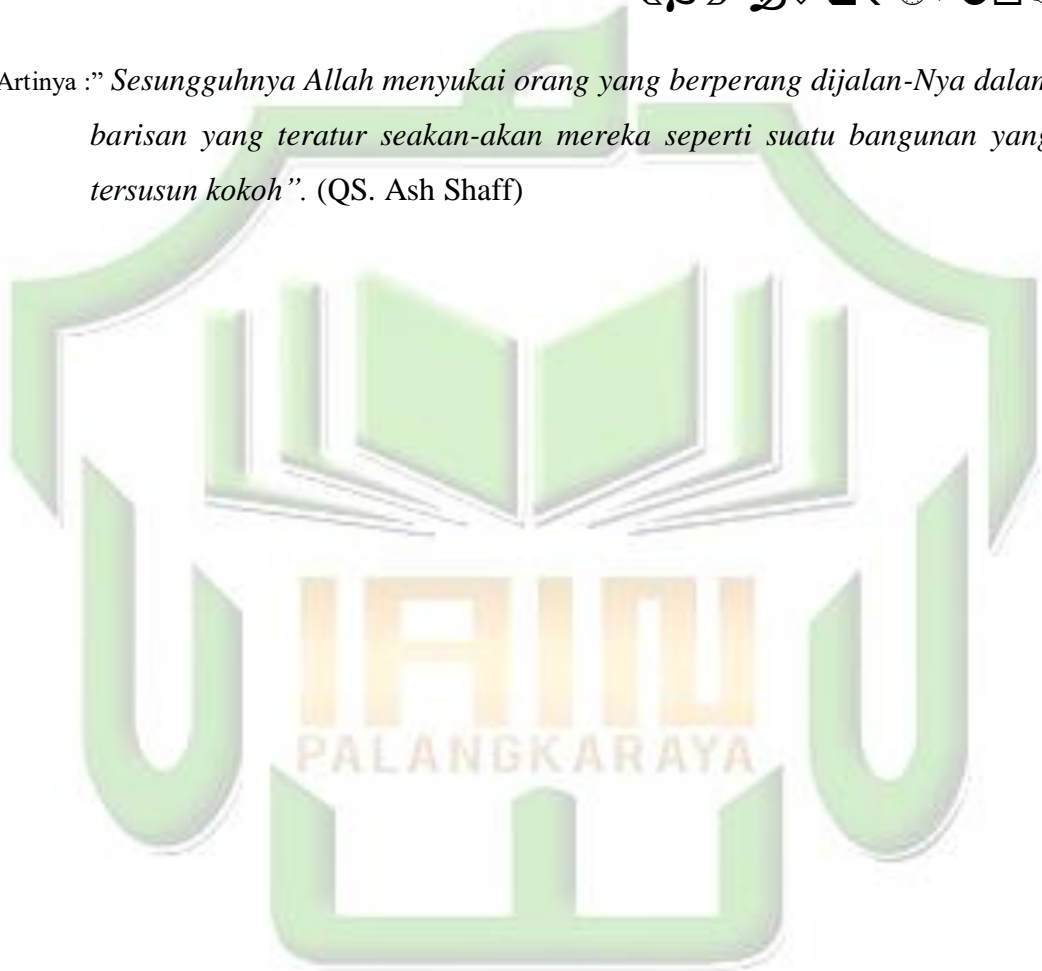 Artinya :” Sesungguhnya Allah menyukai orang yang berperang dijalan-Nya dalam
barisan yang teratur seakan-akan mereka seperti suatu bangunan yang
tersusun kokoh”. (QS. Ash Shaff)
IAIN
PALANGKARAYA